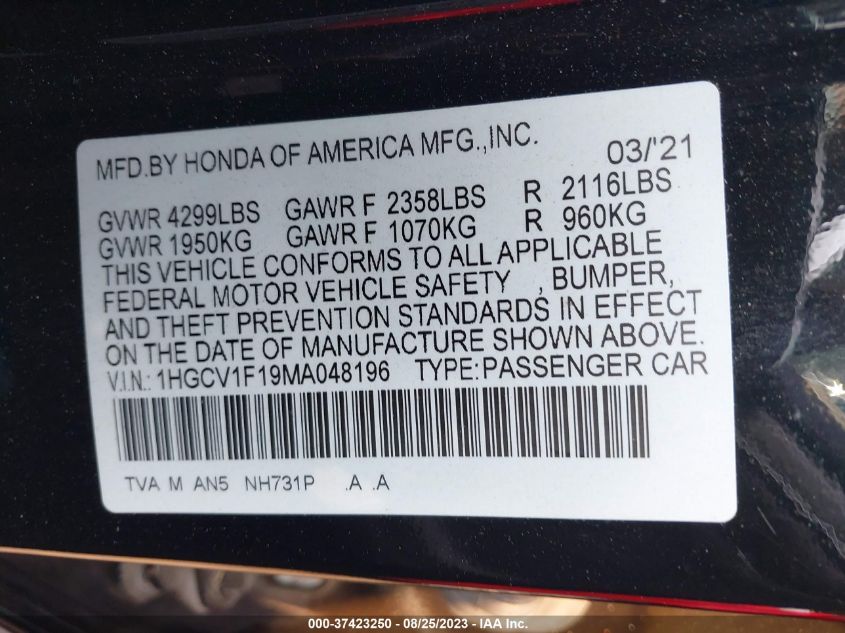 MFD.BY HONDA OF AMERICA MFG.,INC. 03/'21
GVWR 4299LBS GAWR F 2358LBS R 2116LBS
GVWR 1950KG GAWR F 1070KG R 960KG
THIS VEHICLE CONFORMS TO ALL APPLICABLE
FEDERAL MOTOR VEHICLE SAFETY , BUMPER,
AND THEFT PREVENTION STANDARDS IN EFFECT
ON THE DATE OF MANUFACTURE SHOWN ABOVE.
V.I.N.: 1HGCV1F19MA048196 TYPE:PASSENGER CAR
TVA M AN5 NH731P .A .A
000-37423250 - 08/25/2023 - IAA Inc.